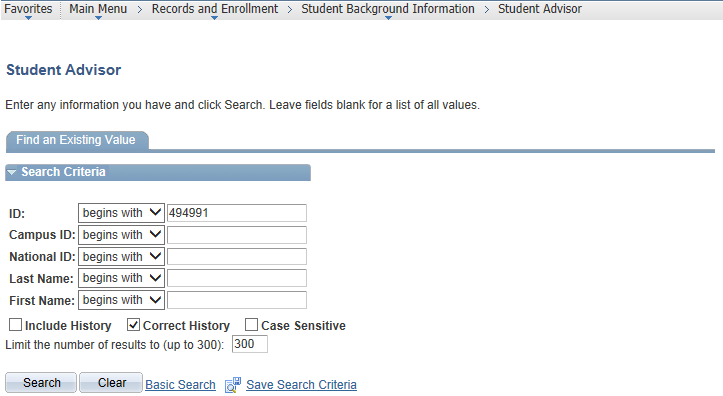 Favorites Main Menu > Records and Enrollment > Student Background Information > Student Advisor
Student Advisor
Enter any information you have and click Search. Leave fields blank for a list of all values.
Find an Existing Value
Search Criteria
ID: begins with 494991
Campus ID: begins with
National ID: begins with
Last Name: begins with
First Name: begins with
Include History Correct History Case Sensitive
Limit the number of results to (up to 300): 300
Search Clear Basic Search Save Search Criteria